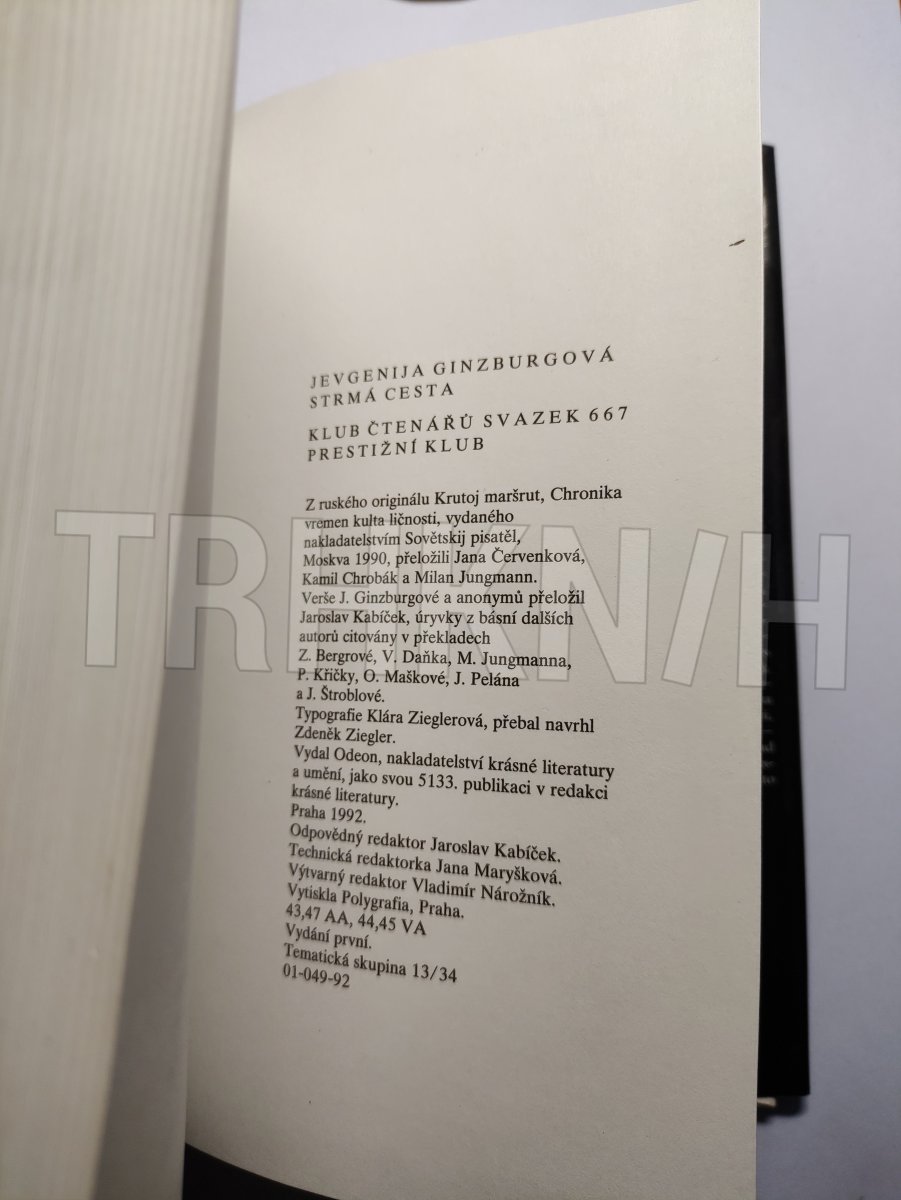 JEVGENIJA GINZBURGOVÁ
STRMÁ CESTA
KLUB ČTENÁŘŮ SVAZEK 667
PRESTIŽNÍ KLUB
Z ruského originálu Krutoj maršrut, Chronika
vremen kulta ličnosti, vydaného
nakladatelstvím Sovětskij pisatěl,
Moskva 1990, přeložili Jana Červenková,
Kamil Chrobák a Milan Jungmann.
Verše J. Ginzburgové a anonymů přeložil
Jaroslav Kabíček, úryvky z básní dalších
autorů citovány v překladech
Z. Bergrové, V. Daňka, M. Jungmanna,
P. Křičky, O. Maškové, J. Pelána
a J. Štroblové.
Typografie Klára Zieglerová, přebal navrhl
Zdeněk Ziegler.
Vydal Odeon, nakladatelství krásné literatury
a umění, jako svou 5133. publikaci v redakci
krásné literatury.
Praha 1992.
Odpovědný redaktor Jaroslav Kabíček.
Technická redaktorka Jana Maryšková.
Výtvarný redaktor Vladimír Nárožník.
Vytiskla Polygrafia, Praha.
43,47 AA, 44,45 VA
Vydání první.
Tematická skupina 13/34
01-049-92